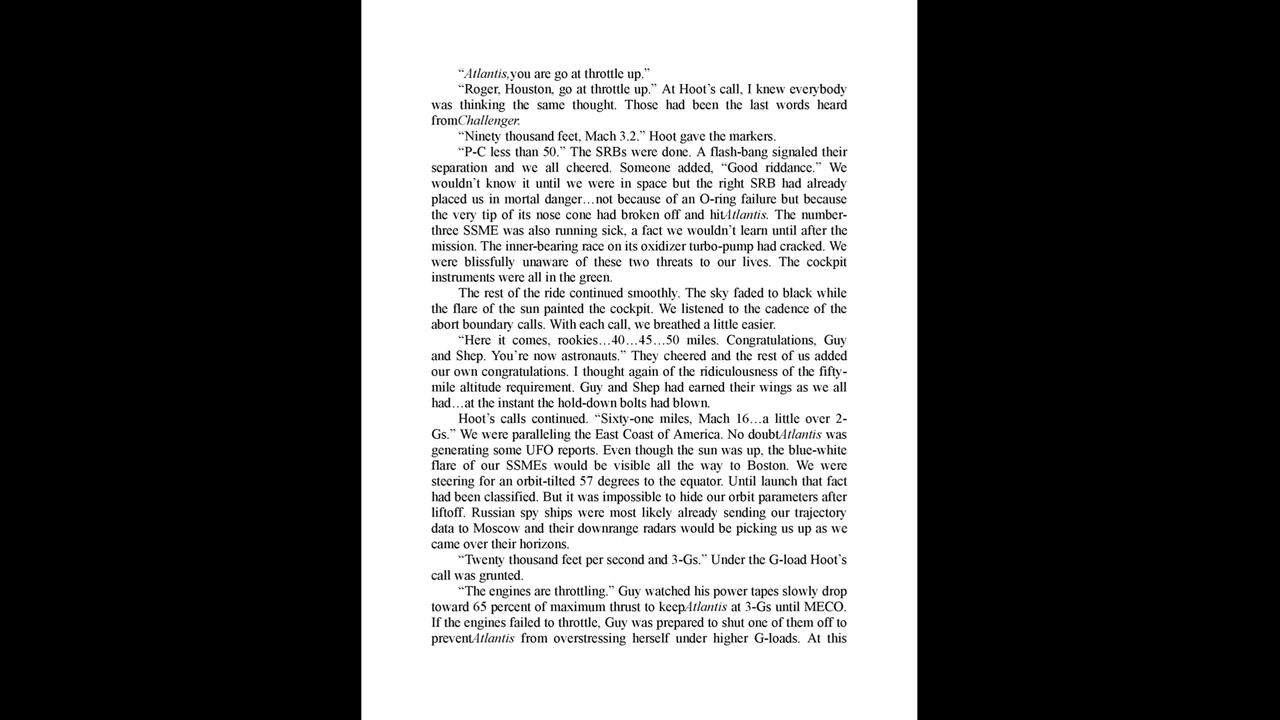 “Atlantis,you are go at throttle up.”
“Roger, Houston, go at throttle up.” At Hoot’s call, I knew everybody
was thinking the same thought. Those had been the last words heard
fromChallenger.
“Ninety thousand feet, Mach 3.2.” Hoot gave the markers.
“P-C less than 50.” The SRBs were done. A flash-bang signaled their
separation and we all cheered. Someone added, “Good riddance.” We
wouldn’t know it until we were in space but the right SRB had already
placed us in mortal danger…not because of an O-ring failure but because
the very tip of its nose cone had broken off and hitAtlantis. The number-
three SSME was also running sick, a fact we wouldn’t learn until after the
mission. The inner-bearing race on its oxidizer turbo-pump had cracked. We
were blissfully unaware of these two threats to our lives. The cockpit
instruments were all in the green.
The rest of the ride continued smoothly. The sky faded to black while
the flare of the sun painted the cockpit. We listened to the cadence of the
abort boundary calls. With each call, we breathed a little easier.
“Here it comes, rookies…40…45…50 miles. Congratulations, Guy
and Shep. You’re now astronauts.” They cheered and the rest of us added
our own congratulations. I thought again of the ridiculousness of the fifty-
mile altitude requirement. Guy and Shep had earned their wings as we all
had…at the instant the hold-down bolts had blown.
Hoot’s calls continued. “Sixty-one miles, Mach 16…a little over 2-
Gs.” We were paralleling the East Coast of America. No doubtAtlantis was
generating some UFO reports. Even though the sun was up, the blue-white
flare of our SSMEs would be visible all the way to Boston. We were
steering for an orbit-tilted 57 degrees to the equator. Until launch that fact
had been classified. But it was impossible to hide our orbit parameters after
liftoff. Russian spy ships were most likely already sending our trajectory
data to Moscow and their downrange radars would be picking us up as we
came over their horizons.
“Twenty thousand feet per second and 3-Gs.” Under the G-load Hoot’s
call was grunted.
“The engines are throttling.” Guy watched his power tapes slowly drop
toward 65 percent of maximum thrust to keepAtlantis at 3-Gs until MECO.
If the engines failed to throttle, Guy was prepared to shut one of them off to
preventAtlantis from overstressing herself under higher G-loads. At this